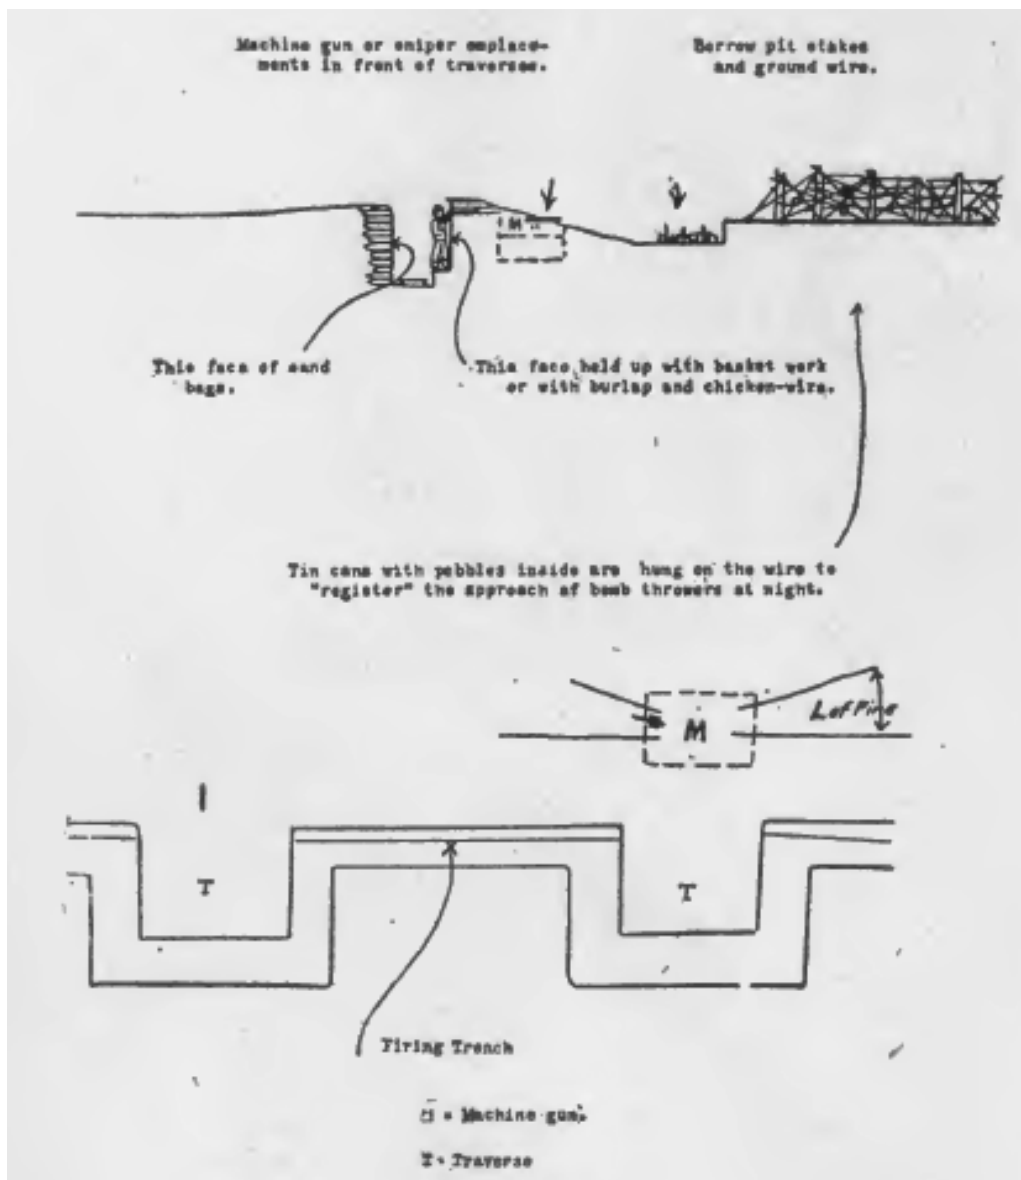 Machine gun or sniper emplace-
ments in front of traverses.
Borrow pit stakes
and ground wire.
M
This face of sand
bags.
This face held up with basket work
or with burlap and chicken-wire.
Tin cans with pebbles inside are hung on the wire to
"register" the approach of bomb throwers at night.
M
L of Fire
T
T
Firing Trench
M = Machine gun.
T = Traverse